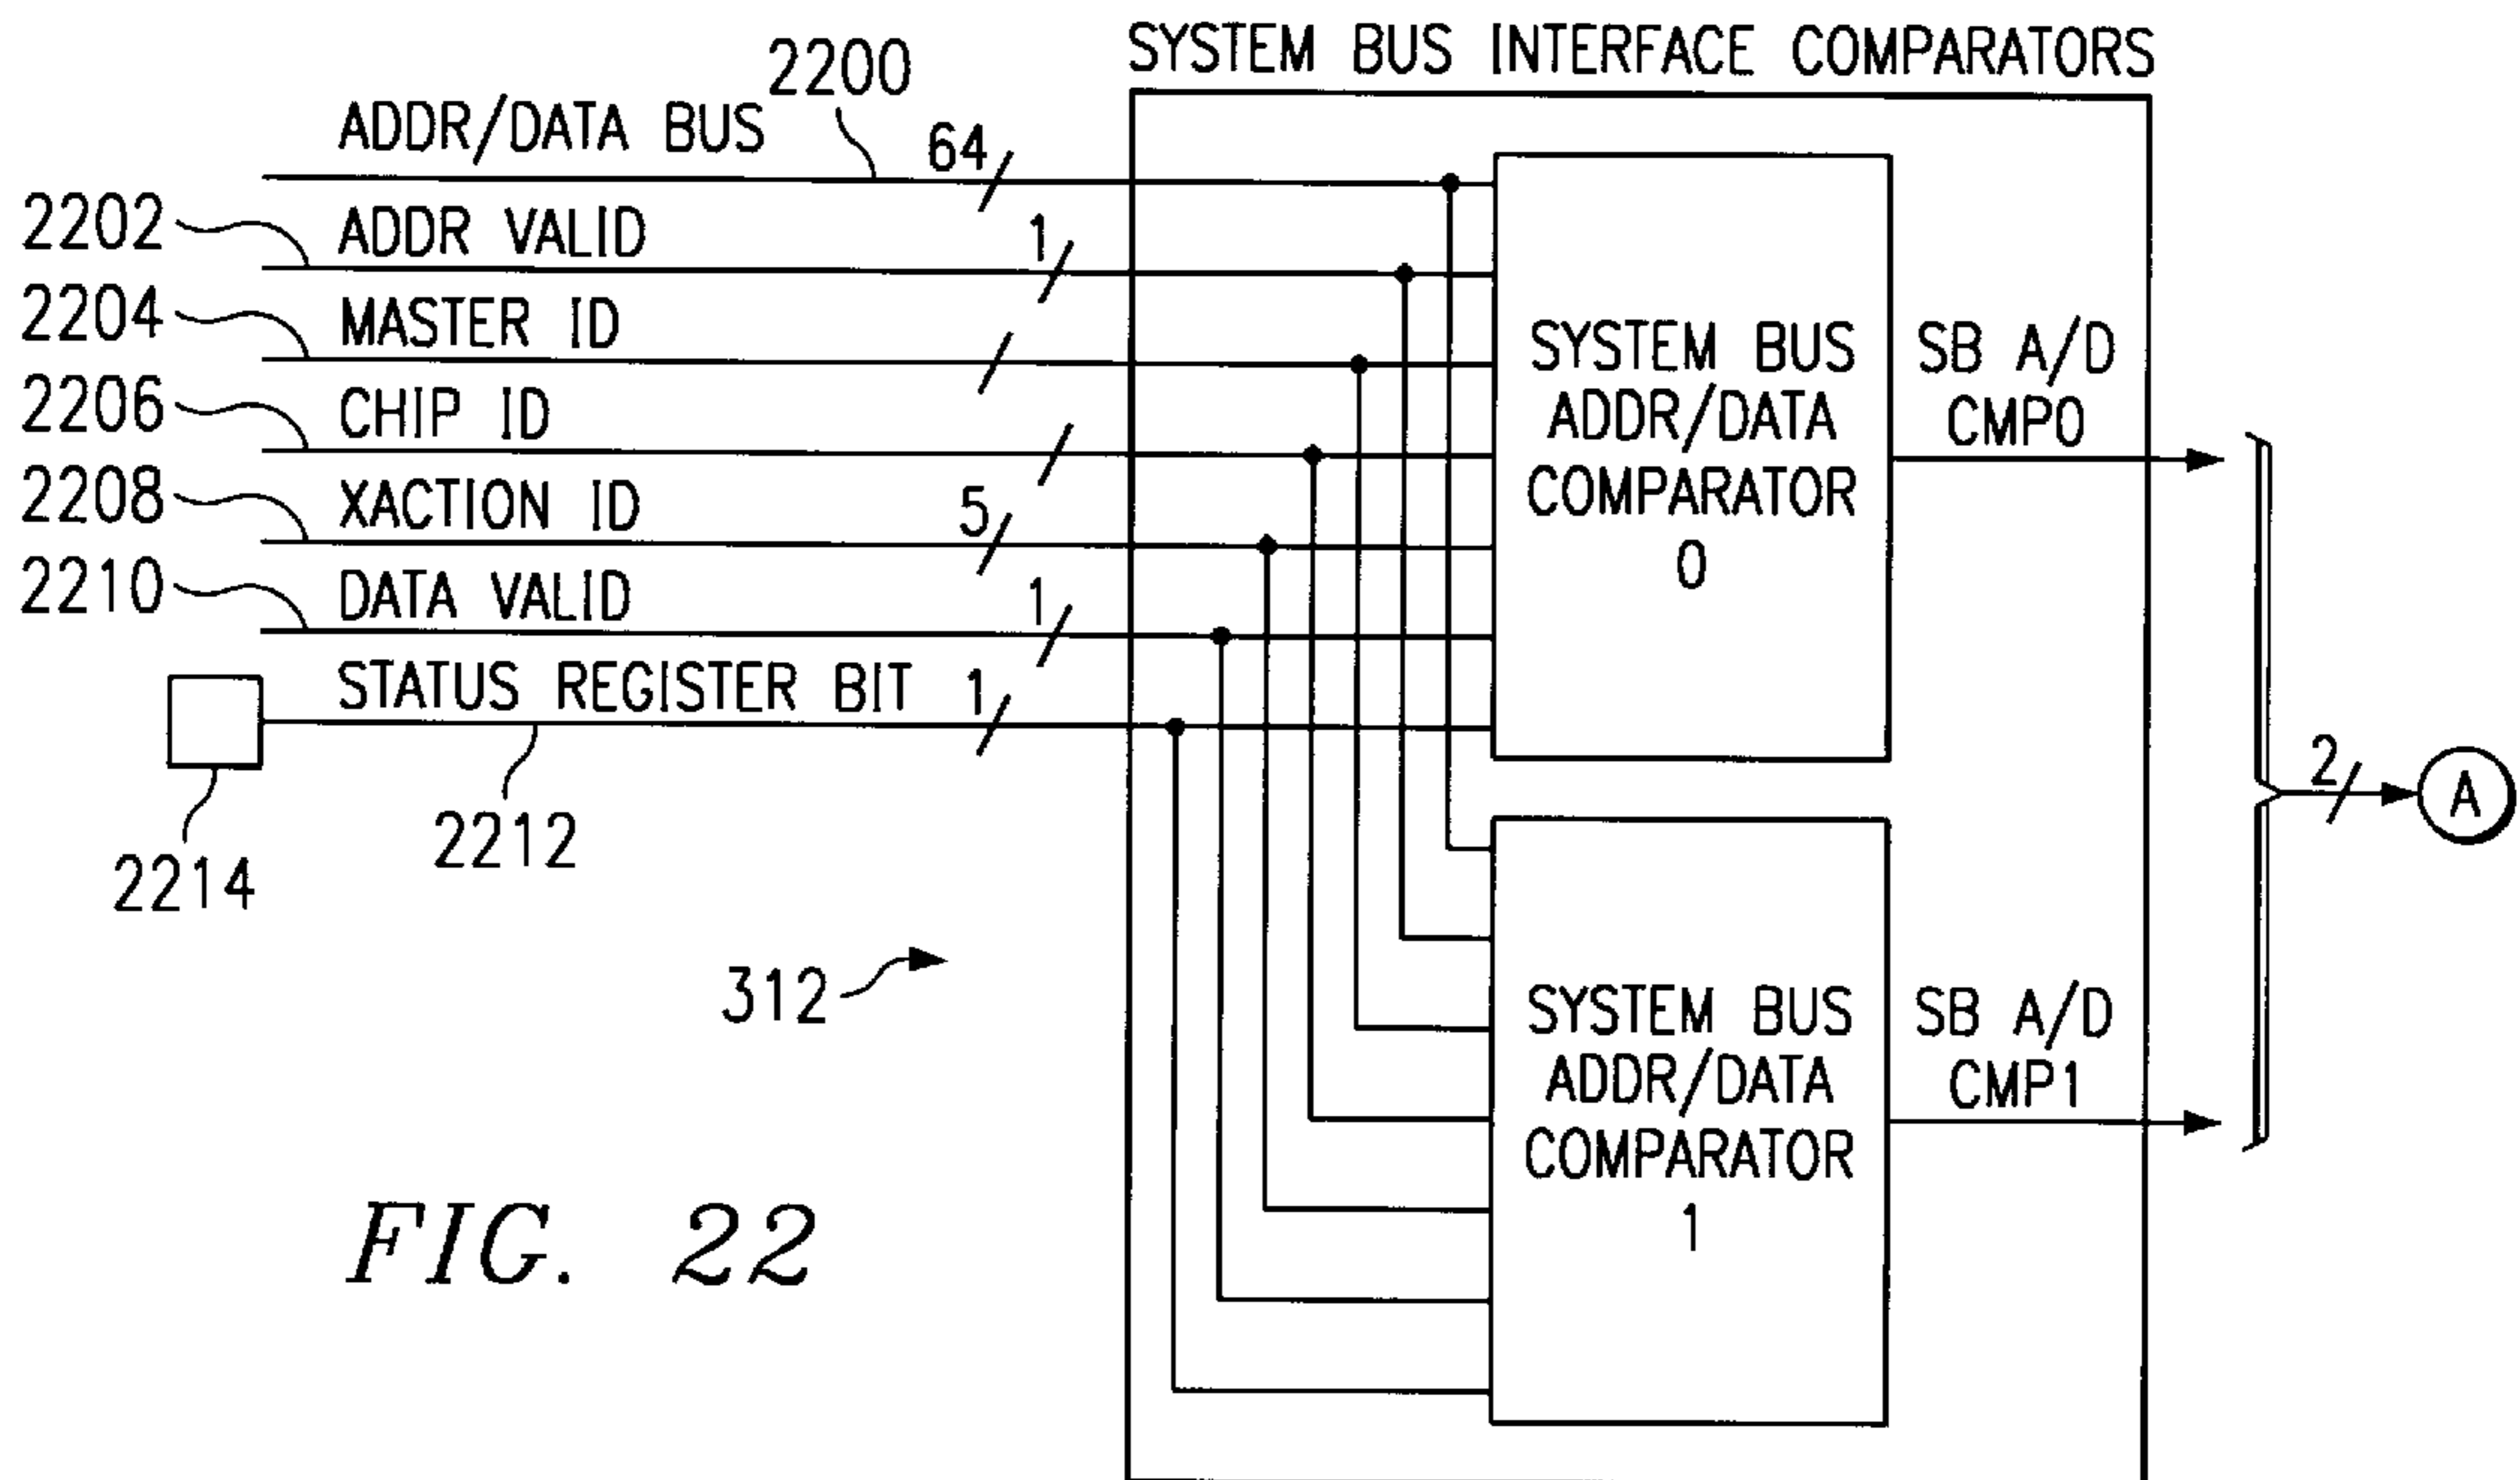 SYSTEM BUS INTERFACE COMPARATORS
2200
ADDR/DATA BUS
64
2202
ADDR VALID
1
2204
MASTER ID
2206
CHIP ID
2208
XACTION ID
5
2210
DATA VALID
1
STATUS REGISTER BIT
1
2212
2214
SYSTEM BUS
ADDR/DATA
COMPARATOR
0
SB A/D
CMP0
2
A
312
SYSTEM BUS
ADDR/DATA
COMPARATOR
1
SB A/D
CMP1
FIG. 22